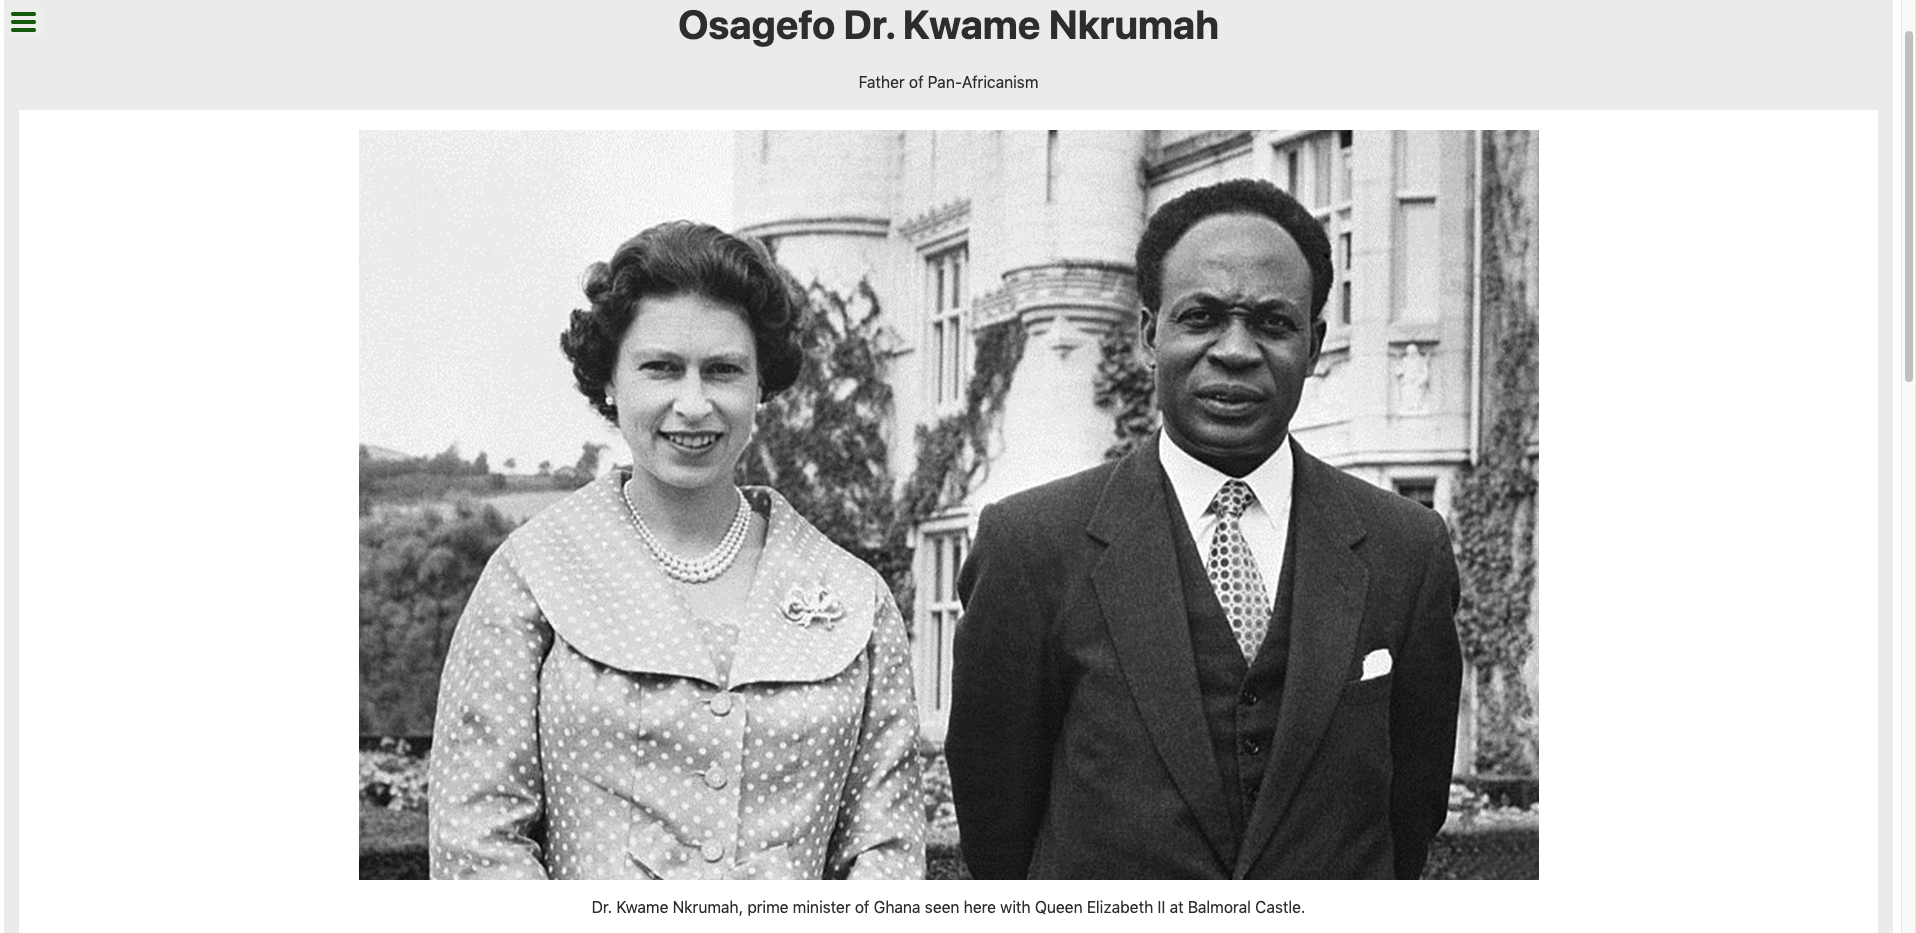 Osagefo Dr. Kwame Nkrumah
Father of Pan-Africanism
Dr. Kwame Nkrumah, prime minister of Ghana seen here with Queen Elizabeth II at Balmoral Castle.